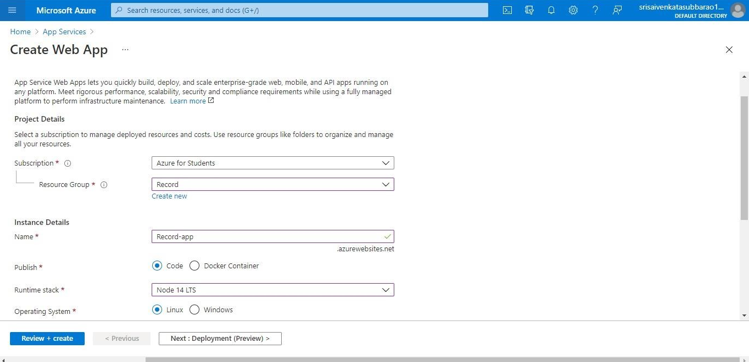 Microsoft Azure
Search resources, services, and docs (G+/)
srisaivenkatasubbarao1...
DEFAULT DIRECTORY
Home > App Services >
Create Web App ...
App Service Web Apps lets you quickly build, deploy, and scale enterprise-grade web, mobile, and API apps running on
any platform. Meet rigorous performance, scalability, security and compliance requirements while using a fully managed
platform to perform infrastructure maintenance. Learn more
Project Details
Select a subscription to manage deployed resources and costs. Use resource groups like folders to organize and manage
all your resources.
Subscription * Azure for Students
Resource Group * Record
Create new
Instance Details
Name * Record-app
.azurewebsites.net
Publish * Code Docker Container
Runtime stack * Node 14 LTS
Operating System * Linux Windows
Review + create < Previous Next : Deployment (Preview) >